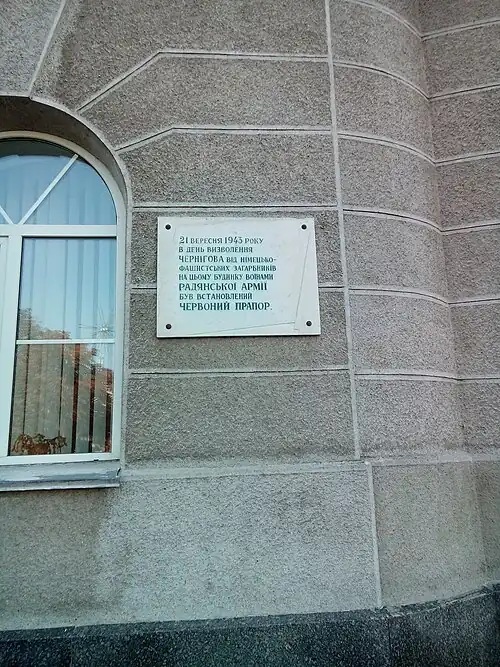 21 ВЕРЕСНЯ 1943 РОКУ
В ДЕНЬ ВИЗВОЛЕННЯ
ЧЕРНІГОВА ВІД НІМЕЦЬКО-
ФАШИСТСЬКИХ ЗАГАРБНИКІВ
НА ЦЬОМУ БУДИНКУ ВОЇНАМИ
РАДЯНСЬКОЇ АРМІЇ
БУВ ВСТАНОВЛЕНИЙ
ЧЕРВОНИЙ ПРАПОР.